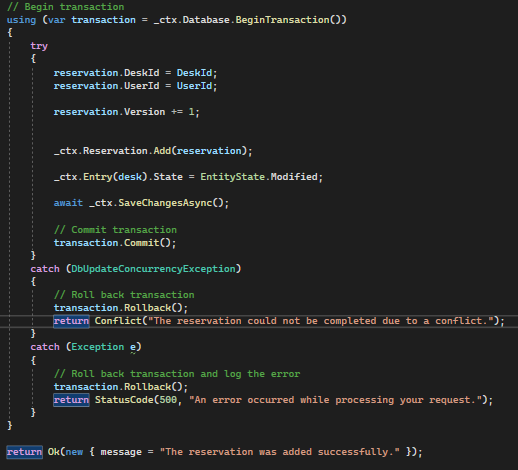 // Begin transaction
using (var transaction = _ctx.Database.BeginTransaction())
{
try
{
reservation.DeskId = DeskId;
reservation.UserId = UserId;
reservation.Version += 1;
_ctx.Reservation.Add(reservation);
_ctx.Entry(desk).State = EntityState.Modified;
await _ctx.SaveChangesAsync();
// Commit transaction
transaction.Commit();
}
catch (DbUpdateConcurrencyException)
{
// Roll back transaction
transaction.Rollback();
return Conflict("The reservation could not be completed due to a conflict.");
}
catch (Exception e)
{
// Roll back transaction and log the error
transaction.Rollback();
return StatusCode(500, "An error occurred while processing your request.");
}
}
return Ok(new { message = "The reservation was added successfully." });